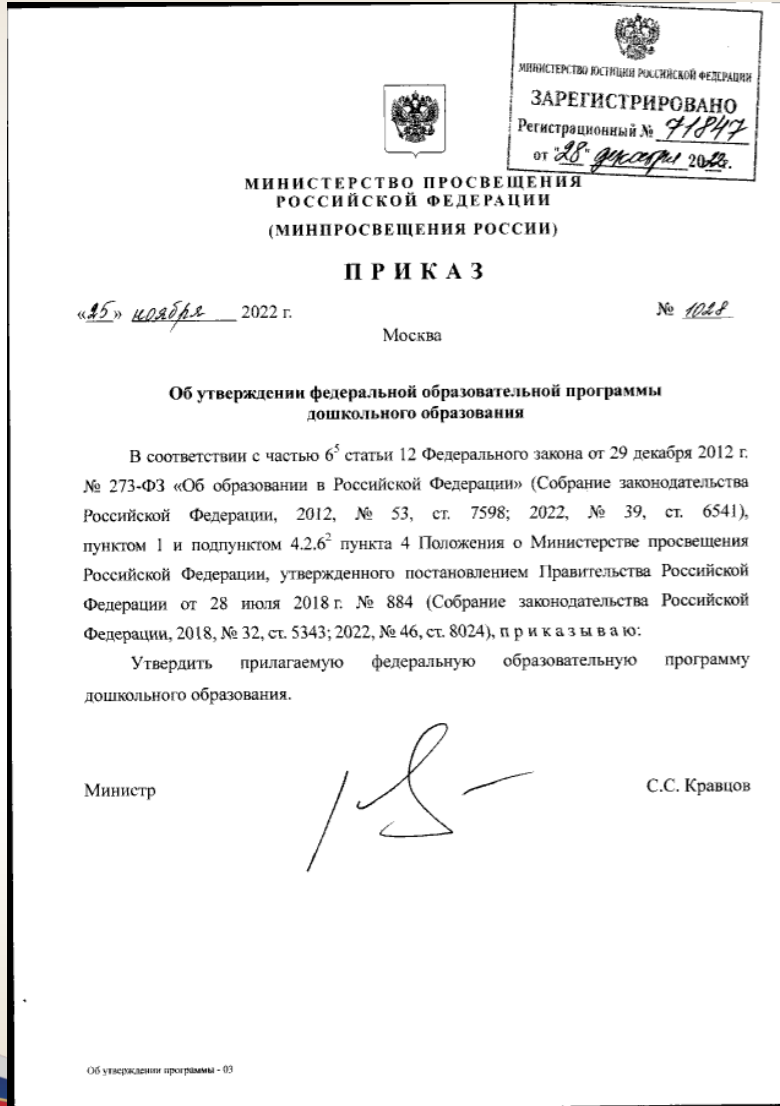 МИНИСТЕРСТВО ЮСТИЦИИ РОССИЙСКОЙ ФЕДЕРАЦИИ
ЗАРЕГИСТРИРОВАНО
Регистрационный № 71847
от "28" декабря 2022г.
МИНИСТЕРСТВО ПРОСВЕЩЕНИЯ
РОССИЙСКОЙ ФЕДЕРАЦИИ
(МИНПРОСВЕЩЕНИЯ РОССИИ)
ПРИКАЗ
«25» ноября 2022 г.
№ 1028
Москва
Об утверждении федеральной образовательной программы
дошкольного образования
В соответствии с частью 6⁵ статьи 12 Федерального закона от 29 декабря 2012 г.
№ 273-ФЗ «Об образовании в Российской Федерации» (Собрание законодательства
Российской Федерации, 2012, № 53, ст. 7598; 2022, № 39, ст. 6541),
пунктом 1 и подпунктом 4.2.6² пункта 4 Положения о Министерстве просвещения
Российской Федерации, утвержденного постановлением Правительства Российской
Федерации от 28 июля 2018 г. № 884 (Собрание законодательства Российской
Федерации, 2018, № 32, ст. 5343; 2022, № 46, ст. 8024), п р и к а з ы в а ю:
Утвердить прилагаемую федеральную образовательную программу
дошкольного образования.
Министр
С.С. Кравцов
Об утверждении программы - 03